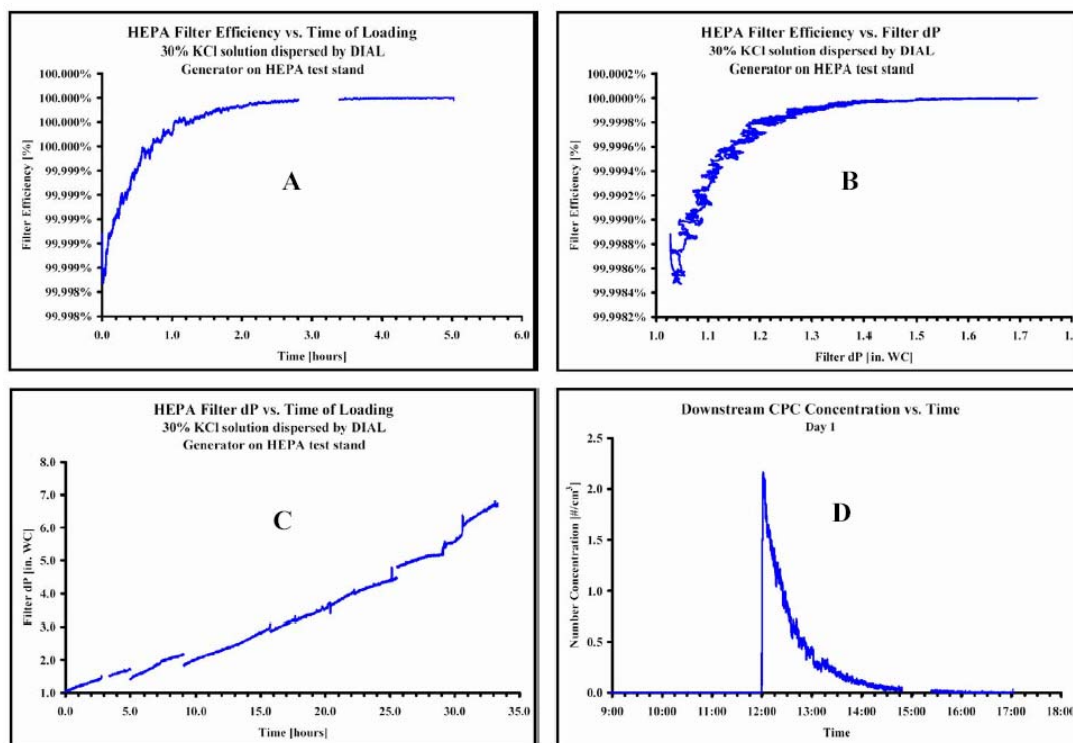 HEPA Filter Efficiency vs. Time of Loading
30% KCl solution dispersed by DIAL
Generator on HEPA test stand
100.000%
100.000%
100.000%
100.000%
99.999%
99.999%
99.999%
99.999%
99.999%
99.998%
99.998%
Filter Efficiency [%]
A
0.0 1.0 2.0 3.0 4.0 5.0 6.0
Time [hours]
HEPA Filter Efficiency vs. Filter dP
30% KCl solution dispersed by DIAL
Generator on HEPA test stand
100.0002%
100.0000%
99.9998%
99.9996%
99.9994%
99.9992%
99.9990%
99.9988%
99.9986%
99.9984%
99.9982%
Filter Efficiency [%]
B
1.0 1.1 1.2 1.3 1.4 1.5 1.6 1.7 1.
Filter dP [in. WC]
HEPA Filter dP vs. Time of Loading
30% KCl solution dispersed by DIAL
Generator on HEPA test stand
8.0
7.0
6.0
5.0
4.0
3.0
2.0
1.0
Filter dP [in. WC]
C
0.0 5.0 10.0 15.0 20.0 25.0 30.0 35.0
Time [hours]
Downstream CPC Concentration vs. Time
Day 1
2.5
2.0
1.5
1.0
0.5
0.0
Number Concentration [#/cm³]
D
9:00 10:00 11:00 12:00 13:00 14:00 15:00 16:00 17:00 18:00
Time